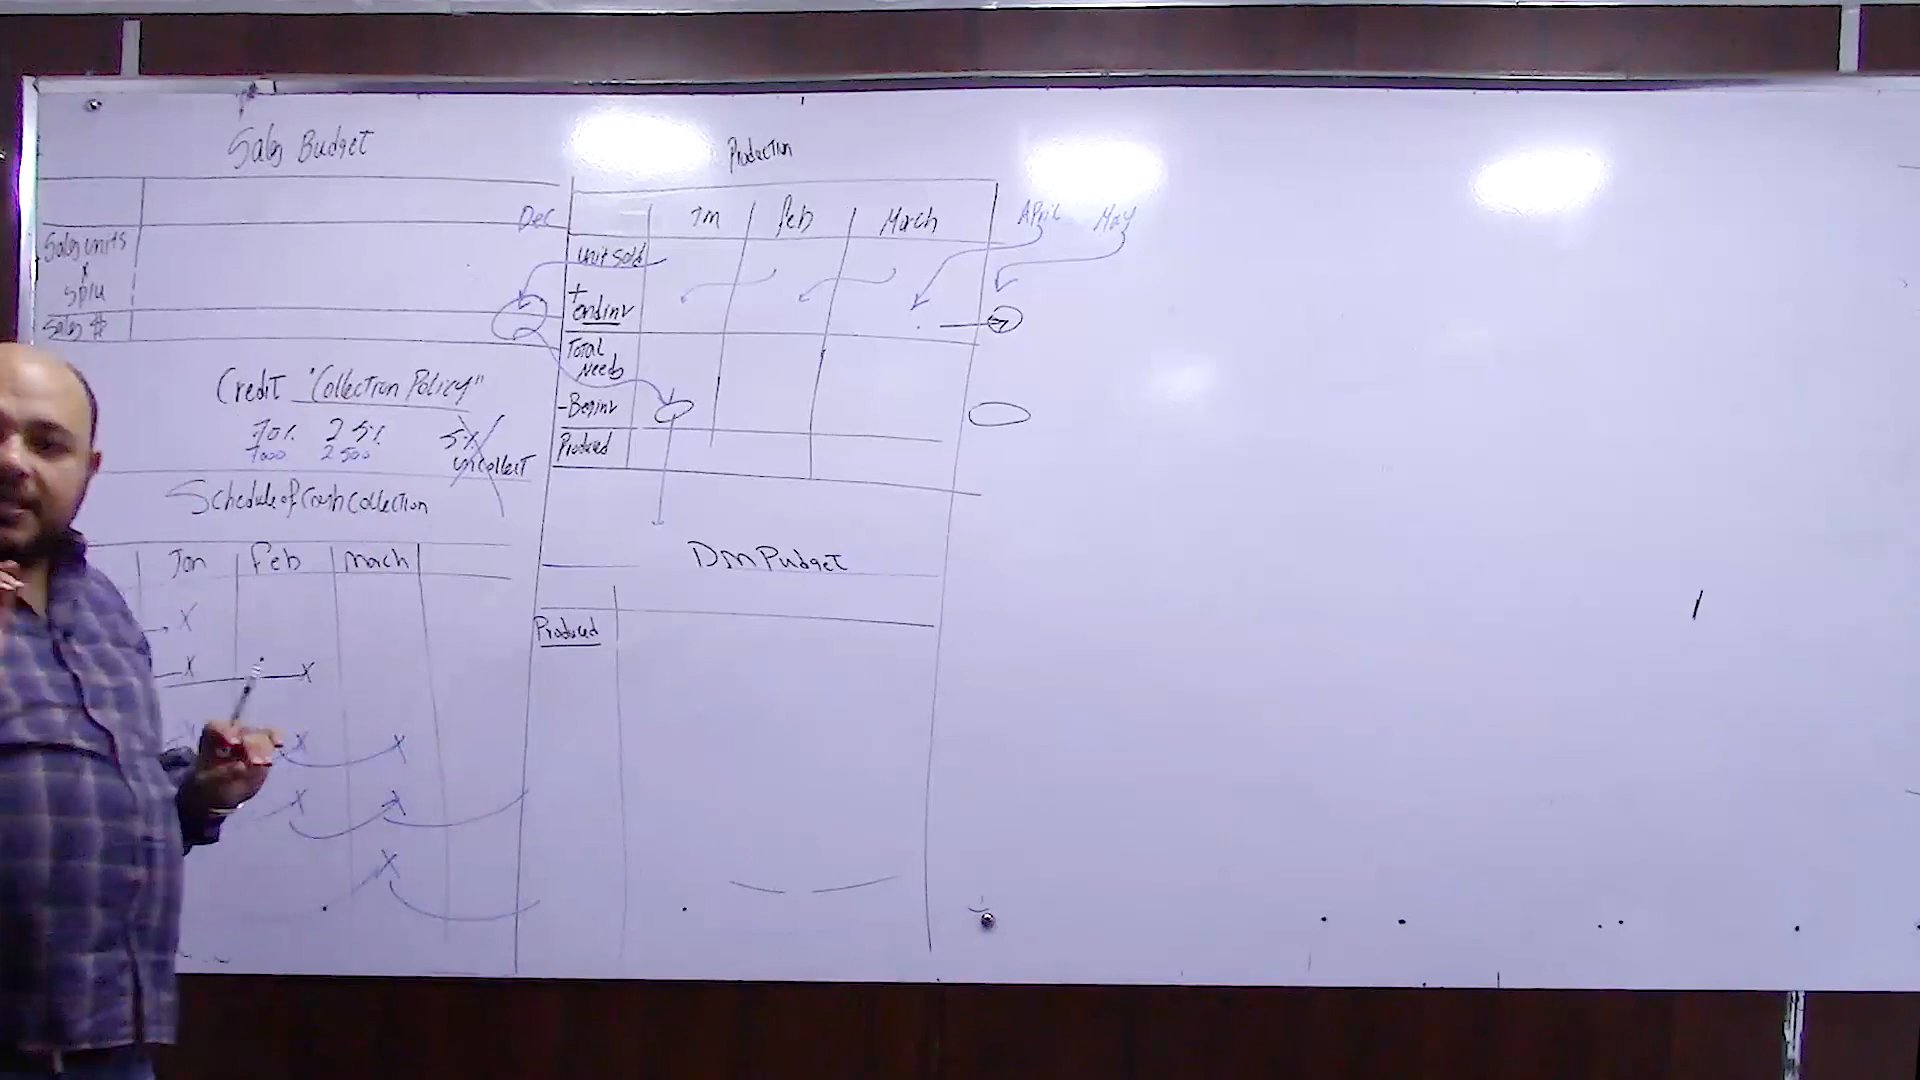 Sales Budget
Sales units
x
SP/u
Sales $
Credit "Collection Policy"
70% 25% 5%
7000 2500 uncollect
Schedule of Cash Collection
Jan Feb March
x
x x
x x
x x
x
Production
Dec Jan Feb March April May
unit sold
+
end inv
Total
Needs
- Beg inv
Produced
DM Pudget
Produced